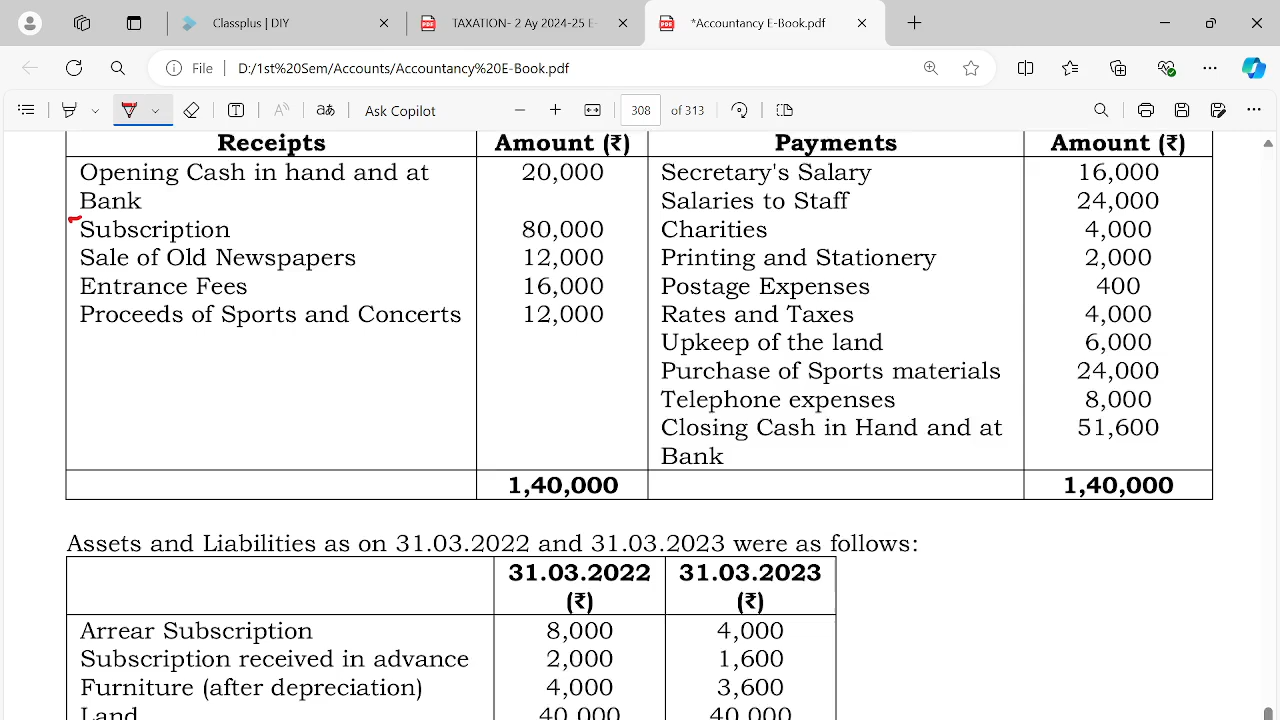 Classplus | DIY
TAXATION- 2 Ay 2024-25 E-
*Accountancy E-Book.pdf
File
D:/1st%20Sem/Accounts/Accountancy%20E-Book.pdf
Ask Copilot
308 of 313
Receipts Amount (₹) Payments Amount (₹)
Opening Cash in hand and at 20,000 Secretary's Salary 16,000
Bank Salaries to Staff 24,000
Subscription 80,000 Charities 4,000
Sale of Old Newspapers 12,000 Printing and Stationery 2,000
Entrance Fees 16,000 Postage Expenses 400
Proceeds of Sports and Concerts 12,000 Rates and Taxes 4,000
Upkeep of the land 6,000
Purchase of Sports materials 24,000
Telephone expenses 8,000
Closing Cash in Hand and at 51,600
Bank
1,40,000 1,40,000
Assets and Liabilities as on 31.03.2022 and 31.03.2023 were as follows:
31.03.2022 31.03.2023
(₹) (₹)
Arrear Subscription 8,000 4,000
Subscription received in advance 2,000 1,600
Furniture (after depreciation) 4,000 3,600
Land 40,000 40,000